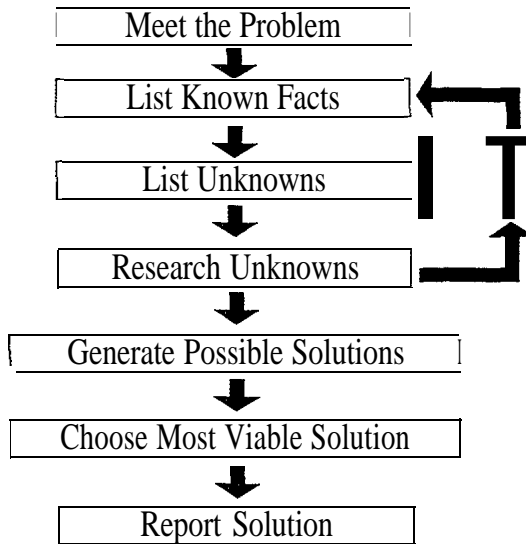 Meet the Problem
List Known Facts
List Unknowns
Research Unknowns
Generate Possible Solutions
Choose Most Viable Solution
Report Solution